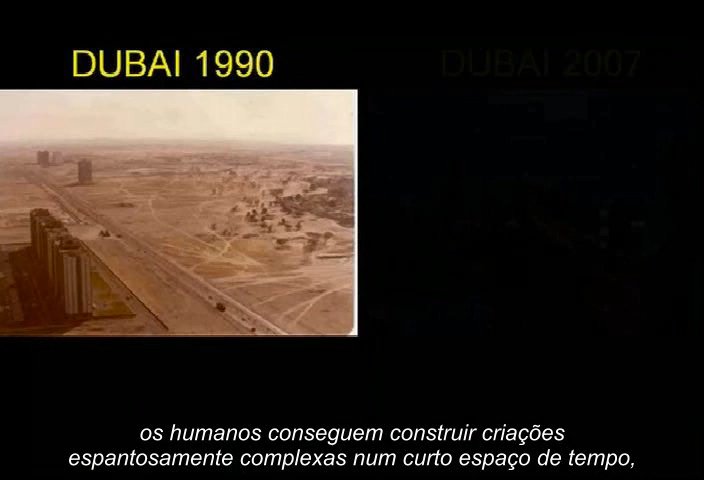 DUBAI 1990
DUBAI 2007
os humanos conseguem construir criações
espantosamente complexas num curto espaço de tempo,